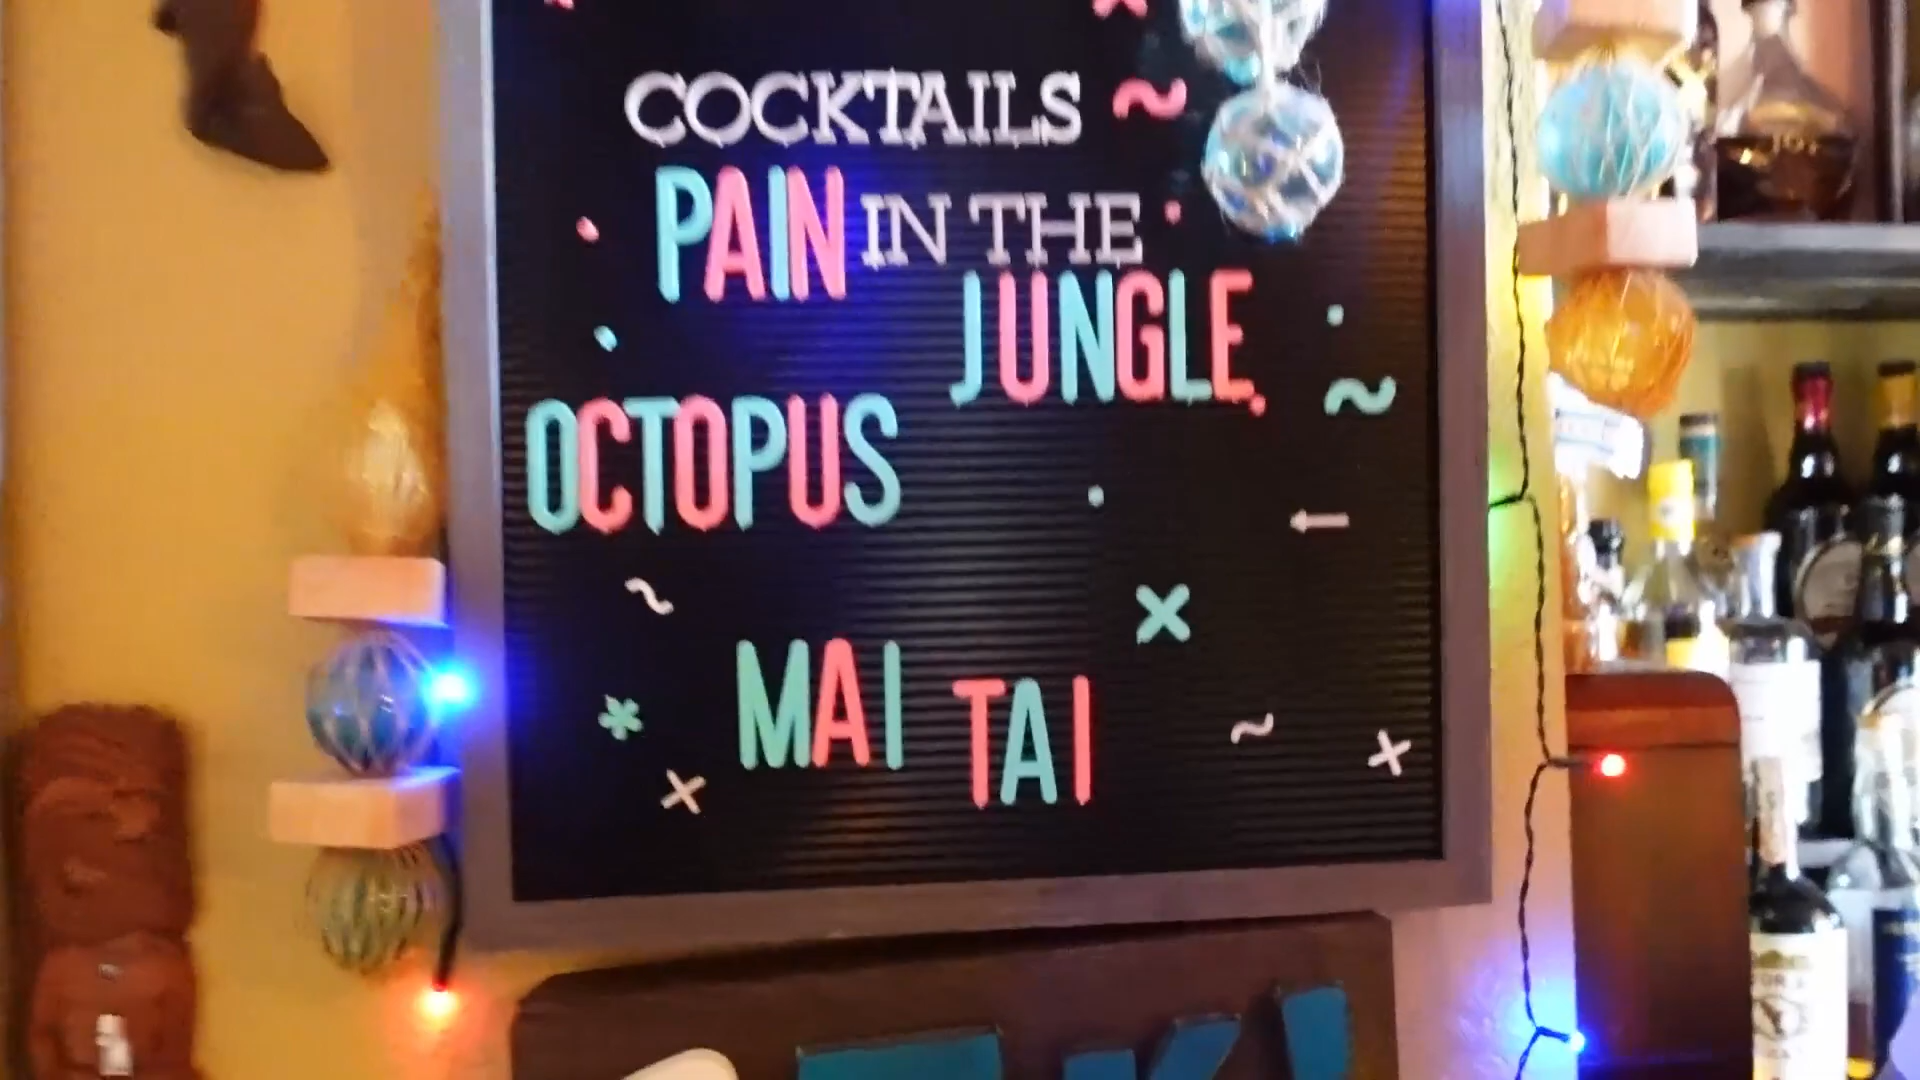 COCKTAILS ~
PAIN IN THE
JUNGLE
OCTOPUS
MAI TAI